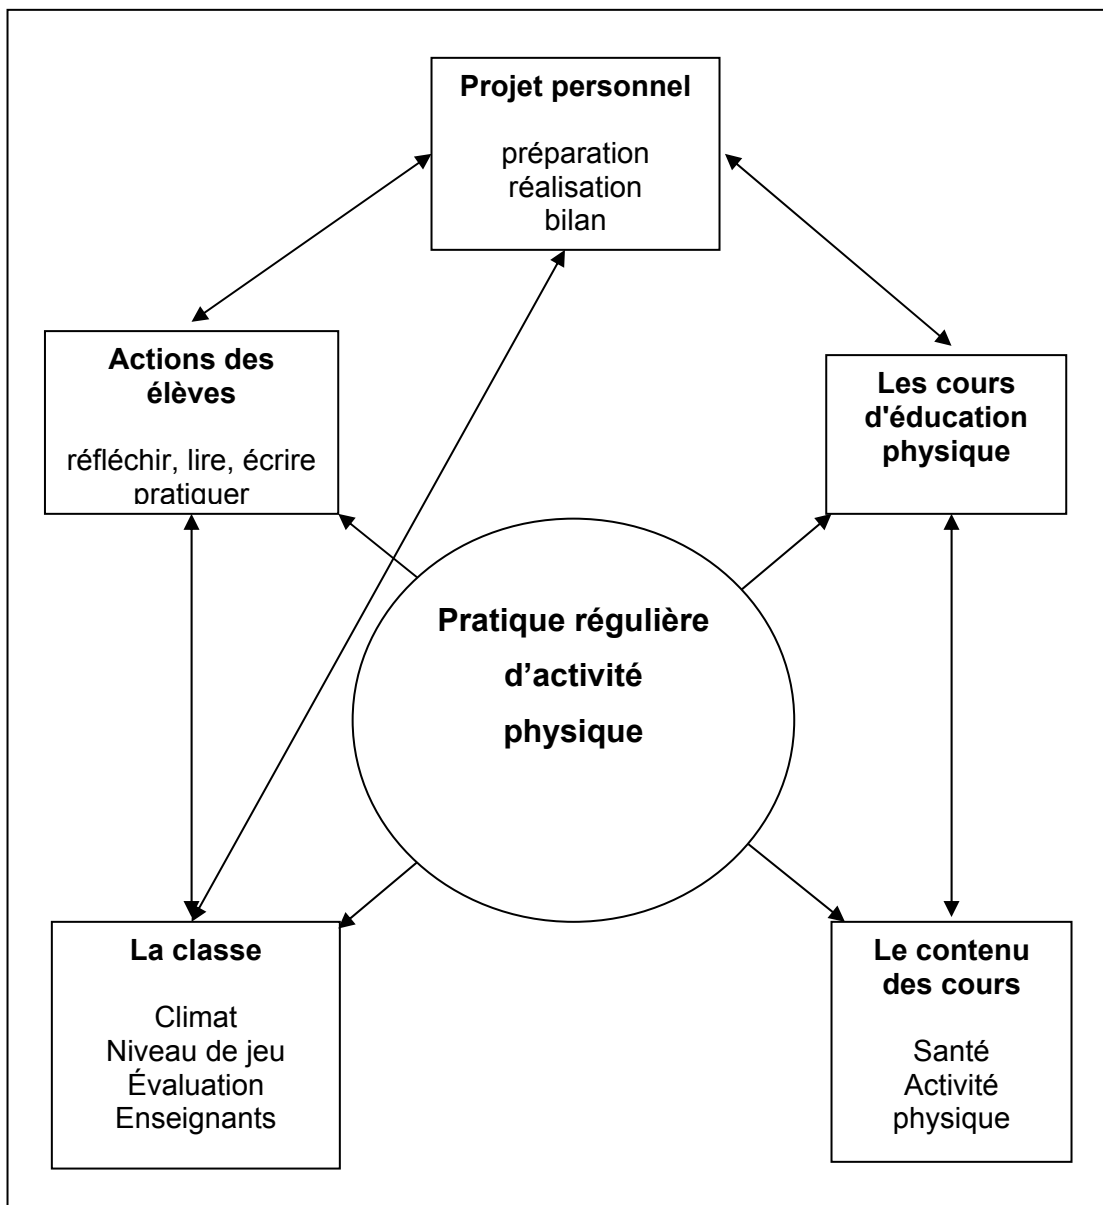 Projet personnel
préparation
réalisation
bilan
Actions des
élèves
réfléchir, lire, écrire
pratiquer
Les cours
d'éducation
physique
Pratique régulière
d’activité
physique
La classe
Climat
Niveau de jeu
Évaluation
Enseignants
Le contenu
des cours
Santé
Activité
physique